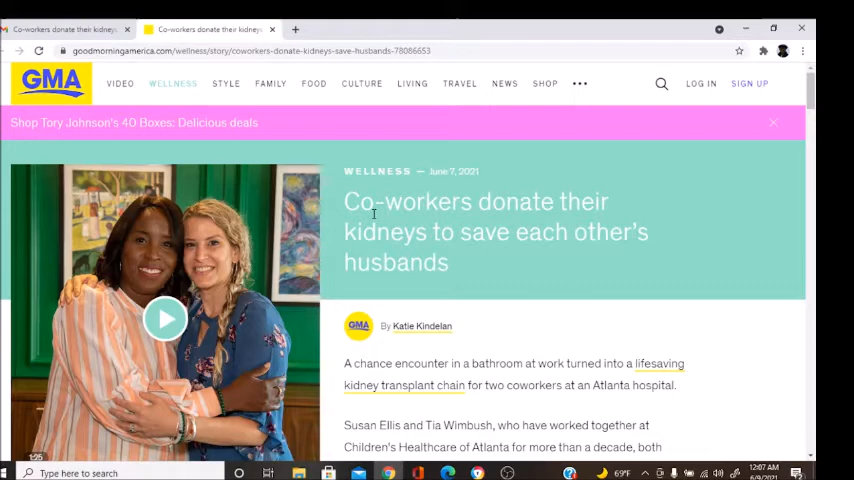 Co-workers donate their kidneys
Co-workers donate their kidneys
goodmorningamerica.com/wellness/story/coworkers-donate-kidneys-save-husbands-78086653
GMA
VIDEO WELLNESS STYLE FAMILY FOOD CULTURE LIVING TRAVEL NEWS SHOP
LOG IN SIGN UP
Shop Tory Johnson's 40 Boxes: Delicious deals
WELLNESS — June 7, 2021
Co-workers donate their
kidneys to save each other's
husbands
GMA
By Katie Kindelan
A chance encounter in a bathroom at work turned into a lifesaving
kidney transplant chain for two coworkers at an Atlanta hospital.
Susan Ellis and Tia Wimbush, who have worked together at
Children's Healthcare of Atlanta for more than a decade, both
1:25
Type here to search
69°F
12:07 AM
6/9/2021